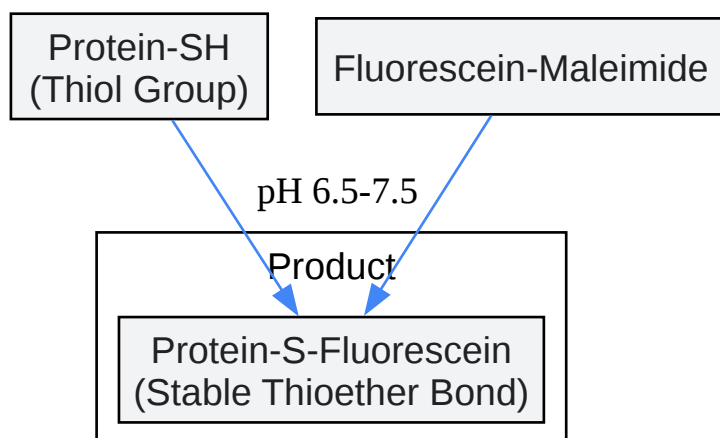 Protein-SH
(Thiol Group)
Fluorescein-Maleimide
pH 6.5-7.5
Product
Protein-S-Fluorescein
(Stable Thioether Bond)